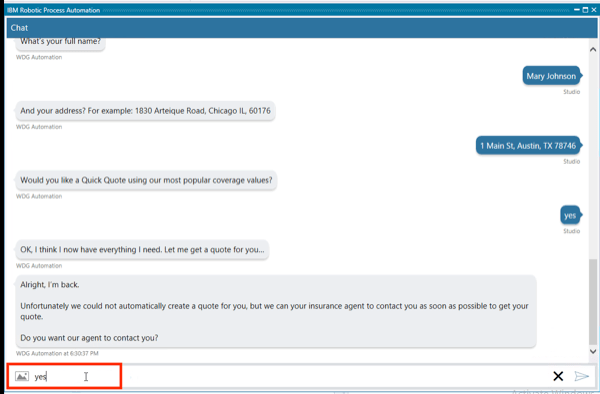 IBM Robotic Process Automation
Chat
What's your full name?
WDG Automation
Mary Johnson
Studio
And your address? For example: 1830 Arteique Road, Chicago IL, 60176
WDG Automation
1 Main St, Austin, TX 78746
Studio
Would you like a Quick Quote using our most popular coverage values?
WDG Automation
yes
Studio
OK, I think I now have everything I need. Let me get a quote for you...
WDG Automation
Alright, I'm back.
Unfortunately we could not automatically create a quote for you, but we can your insurance agent to contact you as soon as possible to get your
quote.
Do you want our agent to contact you?
WDG Automation at 6:30:37 PM
yes